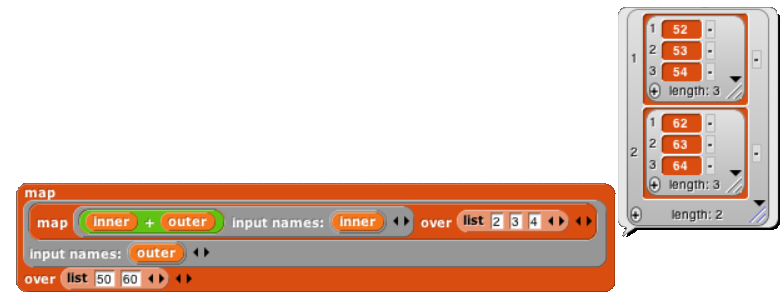 map
map inner + outer input names: inner over list 2 3 4
input names: outer
over list 50 60
1
1 52 -
2 53 -
3 54 -
length: 3
-
2
1 62 -
2 63 -
3 64 -
length: 3
-
length: 2